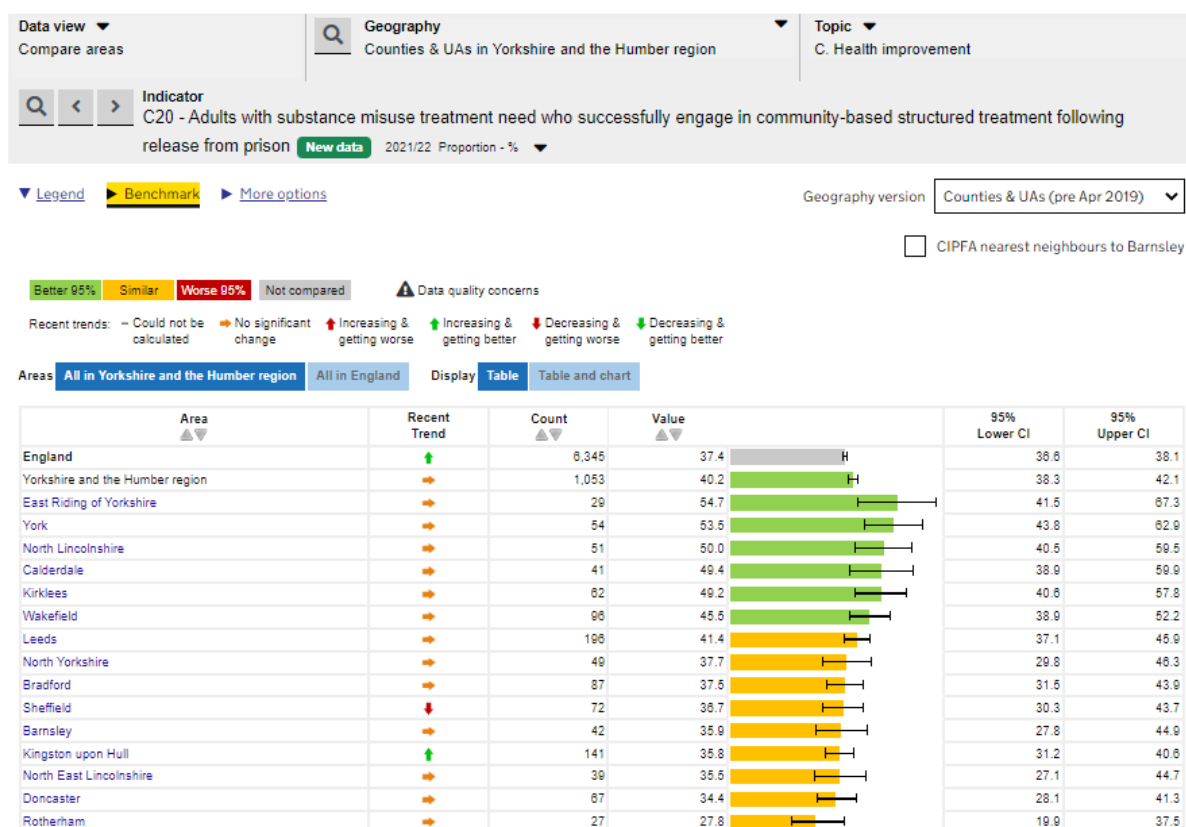 Data view
Compare areas
Geography
Counties & UAs in Yorkshire and the Humber region
Topic
C. Health improvement
Indicator
C20 - Adults with substance misuse treatment need who successfully engage in community-based structured treatment following
release from prison New data 2021/22 Proportion - %
Legend Benchmark More options
Geography version Counties & UAs (pre Apr 2019)
CIPFA nearest neighbours to Barnsley
Better 95% Similar Worse 95% Not compared Data quality concerns
Recent trends: – Could not be calculated No significant change Increasing & getting worse Increasing & getting better Decreasing & getting worse Decreasing & getting better
Areas All in Yorkshire and the Humber region All in England Display Table Table and chart
Area Recent Trend Count Value 95% Lower CI 95% Upper CI
England 6,345 37.4 36.6 38.1
Yorkshire and the Humber region 1,053 40.2 38.3 42.1
East Riding of Yorkshire 29 54.7 41.5 67.3
York 54 53.5 43.8 62.9
North Lincolnshire 51 50.0 40.5 59.5
Calderdale 41 49.4 38.9 59.9
Kirklees 62 49.2 40.6 57.8
Wakefield 96 45.5 38.9 52.2
Leeds 196 41.4 37.1 45.9
North Yorkshire 49 37.7 29.8 46.3
Bradford 87 37.5 31.5 43.9
Sheffield 72 36.7 30.3 43.7
Barnsley 42 35.9 27.8 44.9
Kingston upon Hull 141 35.8 31.2 40.6
North East Lincolnshire 39 35.5 27.1 44.7
Doncaster 67 34.4 28.1 41.3
Rotherham 27 27.8 19.9 37.5